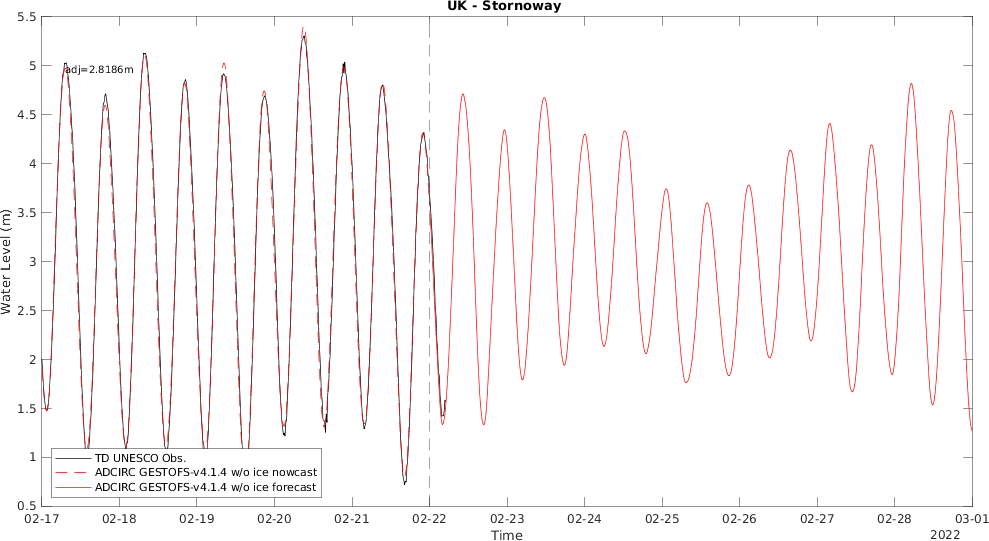 UK - Stornoway
5.5
5
4.5
4
3.5
3
2.5
2
1.5
1
0.5
Water Level (m)
adj=2.8186m
TD UNESCO Obs.
ADCIRC GESTOFS-v4.1.4 w/o ice nowcast
ADCIRC GESTOFS-v4.1.4 w/o ice forecast
02-17 02-18 02-19 02-20 02-21 02-22 02-23 02-24 02-25 02-26 02-27 02-28 03-01
Time
2022